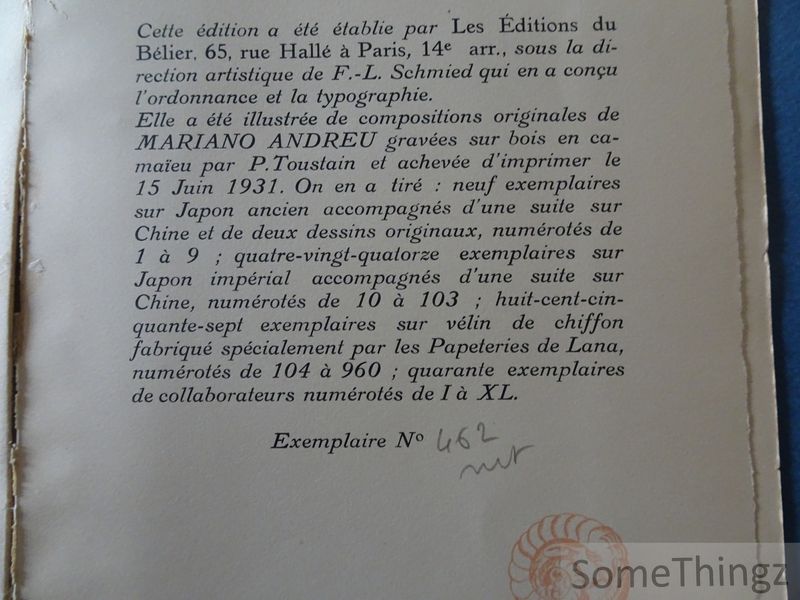 Cette édition a été établie par Les Éditions du
Bélier, 65, rue Hallé à Paris, 14e arr., sous la di-
rection artistique de F.-L. Schmied qui en a conçu
l'ordonnance et la typographie.
Elle a été illustrée de compositions originales de
MARIANO ANDREU gravées sur bois en ca-
maïeu par P. Toustain et achevée d'imprimer le
15 Juin 1931. On en a tiré : neuf exemplaires
sur Japon ancien accompagnés d'une suite sur
Chine et de deux dessins originaux, numérotés de
1 à 9 ; quatre-vingt-quatorze exemplaires sur
Japon impérial accompagnés d'une suite sur
Chine, numérotés de 10 à 103 ; huit-cent-cin-
quante-sept exemplaires sur vélin de chiffon
fabriqué spécialement par les Papeteries de Lana,
numérotés de 104 à 960 ; quarante exemplaires
de collaborateurs numérotés de I à XL.
Exemplaire No 462
SomeThingz